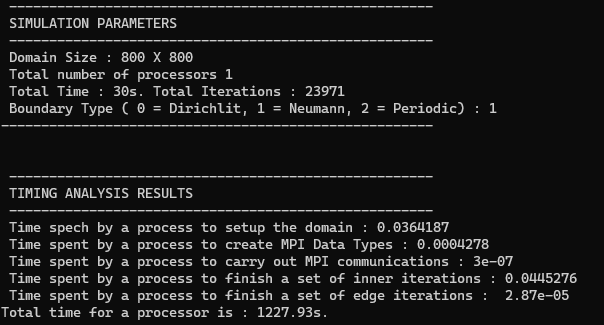 SIMULATION PARAMETERS
Domain Size : 800 X 800
Total number of processors 1
Total Time : 30s. Total Iterations : 23971
Boundary Type ( 0 = Dirichlit, 1 = Neumann, 2 = Periodic) : 1
TIMING ANALYSIS RESULTS
Time spech by a process to setup the domain : 0.0364187
Time spent by a process to create MPI Data Types : 0.0004278
Time spent by a process to carry out MPI communications : 3e-07
Time spent by a process to finish a set of inner iterations : 0.0445276
Time spent by a process to finish a set of edge iterations :  2.87e-05
Total time for a processor is : 1227.93s.